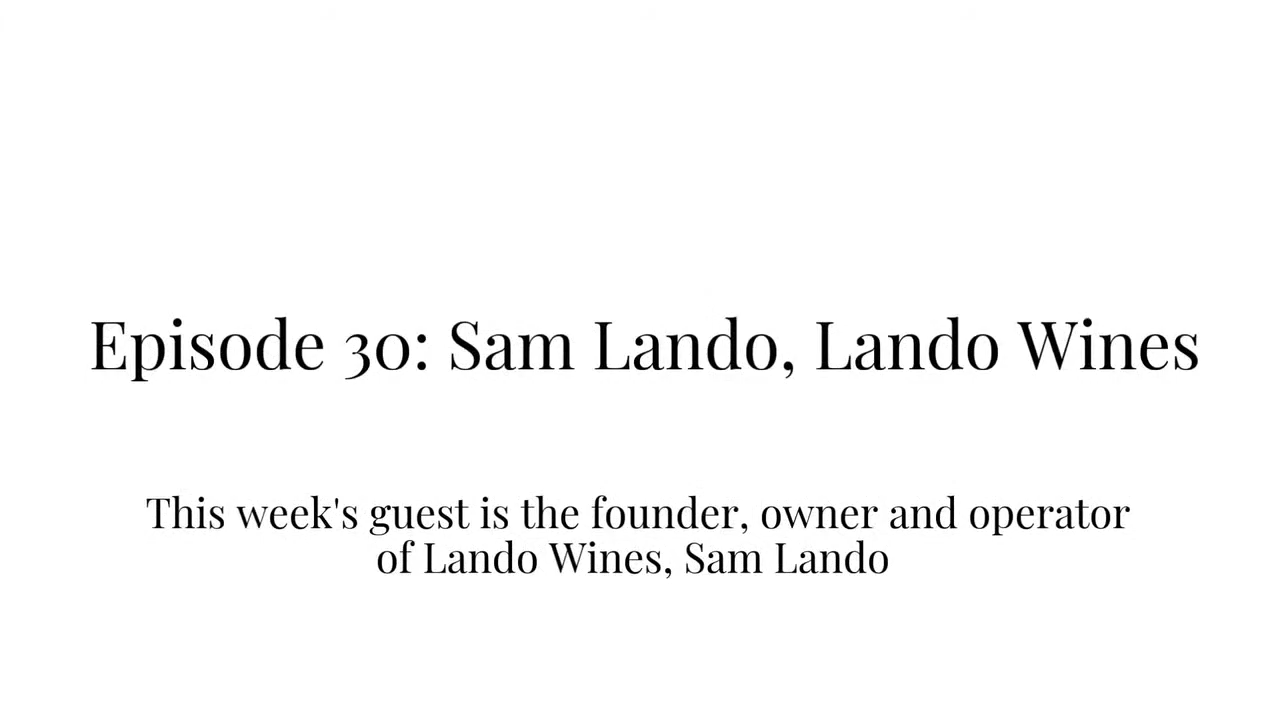 Episode 30: Sam Lando, Lando Wines
This week's guest is the founder, owner and operator
of Lando Wines, Sam Lando